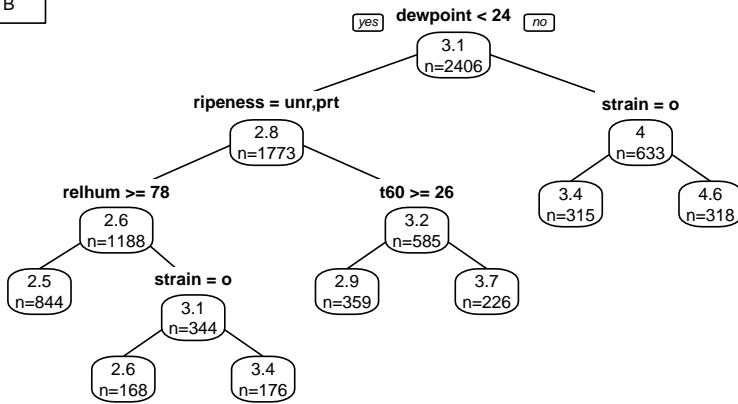 B
yes
dewpoint < 24
no
3.1
n=2406
ripeness = unr,prt
strain = o
2.8
n=1773
4
n=633
relhum >= 78
t60 >= 26
3.4
n=315
4.6
n=318
2.6
n=1188
3.2
n=585
2.5
n=844
strain = o
2.9
n=359
3.7
n=226
3.1
n=344
2.6
n=168
3.4
n=176